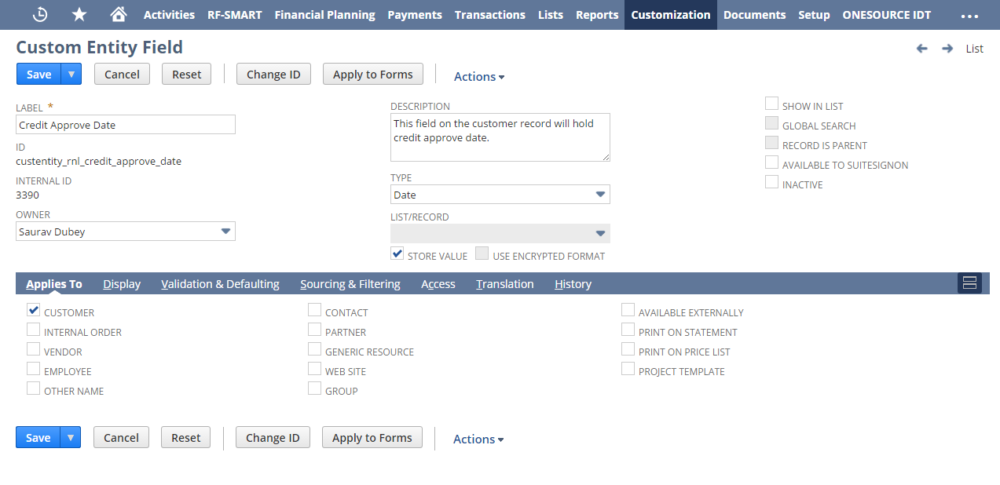 Activities RF-SMART Financial Planning Payments Transactions Lists Reports Customization Documents Setup ONESOURCE IDT
Custom Entity Field
List
Save Cancel Reset Change ID Apply to Forms Actions
LABEL *
Credit Approve Date
ID
custentity_rnl_credit_approve_date
INTERNAL ID
3390
OWNER
Saurav Dubey
DESCRIPTION
This field on the customer record will hold
credit approve date.
TYPE
Date
LIST/RECORD
STORE VALUE USE ENCRYPTED FORMAT
SHOW IN LIST
GLOBAL SEARCH
RECORD IS PARENT
AVAILABLE TO SUITESIGNON
INACTIVE
Applies To Display Validation & Defaulting Sourcing & Filtering Access Translation History
CUSTOMER
INTERNAL ORDER
VENDOR
EMPLOYEE
OTHER NAME
CONTACT
PARTNER
GENERIC RESOURCE
WEB SITE
GROUP
AVAILABLE EXTERNALLY
PRINT ON STATEMENT
PRINT ON PRICE LIST
PROJECT TEMPLATE
Save Cancel Reset Change ID Apply to Forms Actions